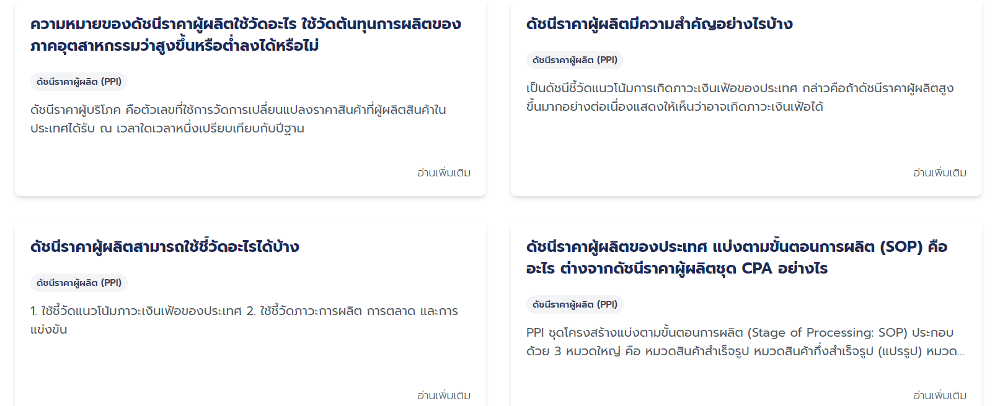 ความหมายของดัชนีราคาผู้ผลิตใช้วัดอะไร ใช้วัดต้นทุนการผลิตของ
ภาคอุตสาหกรรมว่าสูงขึ้นหรือต่ำลงได้หรือไม่
ดัชนีราคาผู้ผลิต (PPI)
ดัชนีราคาผู้บริโภค คือตัวเลขที่ใช้การวัดการเปลี่ยนแปลงราคาสินค้าที่ผู้ผลิตสินค้าใน
ประเทศได้รับ ณ เวลาใดเวลาหนึ่งเปรียบเทียบกับปีฐาน
อ่านเพิ่มเติม
ดัชนีราคาผู้ผลิตมีความสำคัญอย่างไรบ้าง
ดัชนีราคาผู้ผลิต (PPI)
เป็นดัชนีชี้วัดแนวโน้มการเกิดภาวะเงินเฟ้อของประเทศ กล่าวคือถ้าดัชนีราคาผู้ผลิตสูง
ขึ้นมากอย่างต่อเนื่องแสดงให้เห็นว่าอาจเกิดภาวะเงินเฟ้อได้
อ่านเพิ่มเติม
ดัชนีราคาผู้ผลิตสามารถใช้ชี้วัดอะไรได้บ้าง
ดัชนีราคาผู้ผลิต (PPI)
1. ใช้ชี้วัดแนวโน้มภาวะเงินเฟ้อของประเทศ 2. ใช้ชี้วัดภาวะการผลิต การตลาด และการ
แข่งขัน
อ่านเพิ่มเติม
ดัชนีราคาผู้ผลิตของประเทศ แบ่งตามขั้นตอนการผลิต (SOP) คือ
อะไร ต่างจากดัชนีราคาผู้ผลิตชุด CPA อย่างไร
ดัชนีราคาผู้ผลิต (PPI)
PPI ชุดโครงสร้างแบ่งตามขั้นตอนการผลิต (Stage of Processing: SOP) ประกอบ
ด้วย 3 หมวดใหญ่ คือ หมวดสินค้าสำเร็จรูป หมวดสินค้ากึ่งสำเร็จรูป (แปรรูป) หมวด...
อ่านเพิ่มเติม